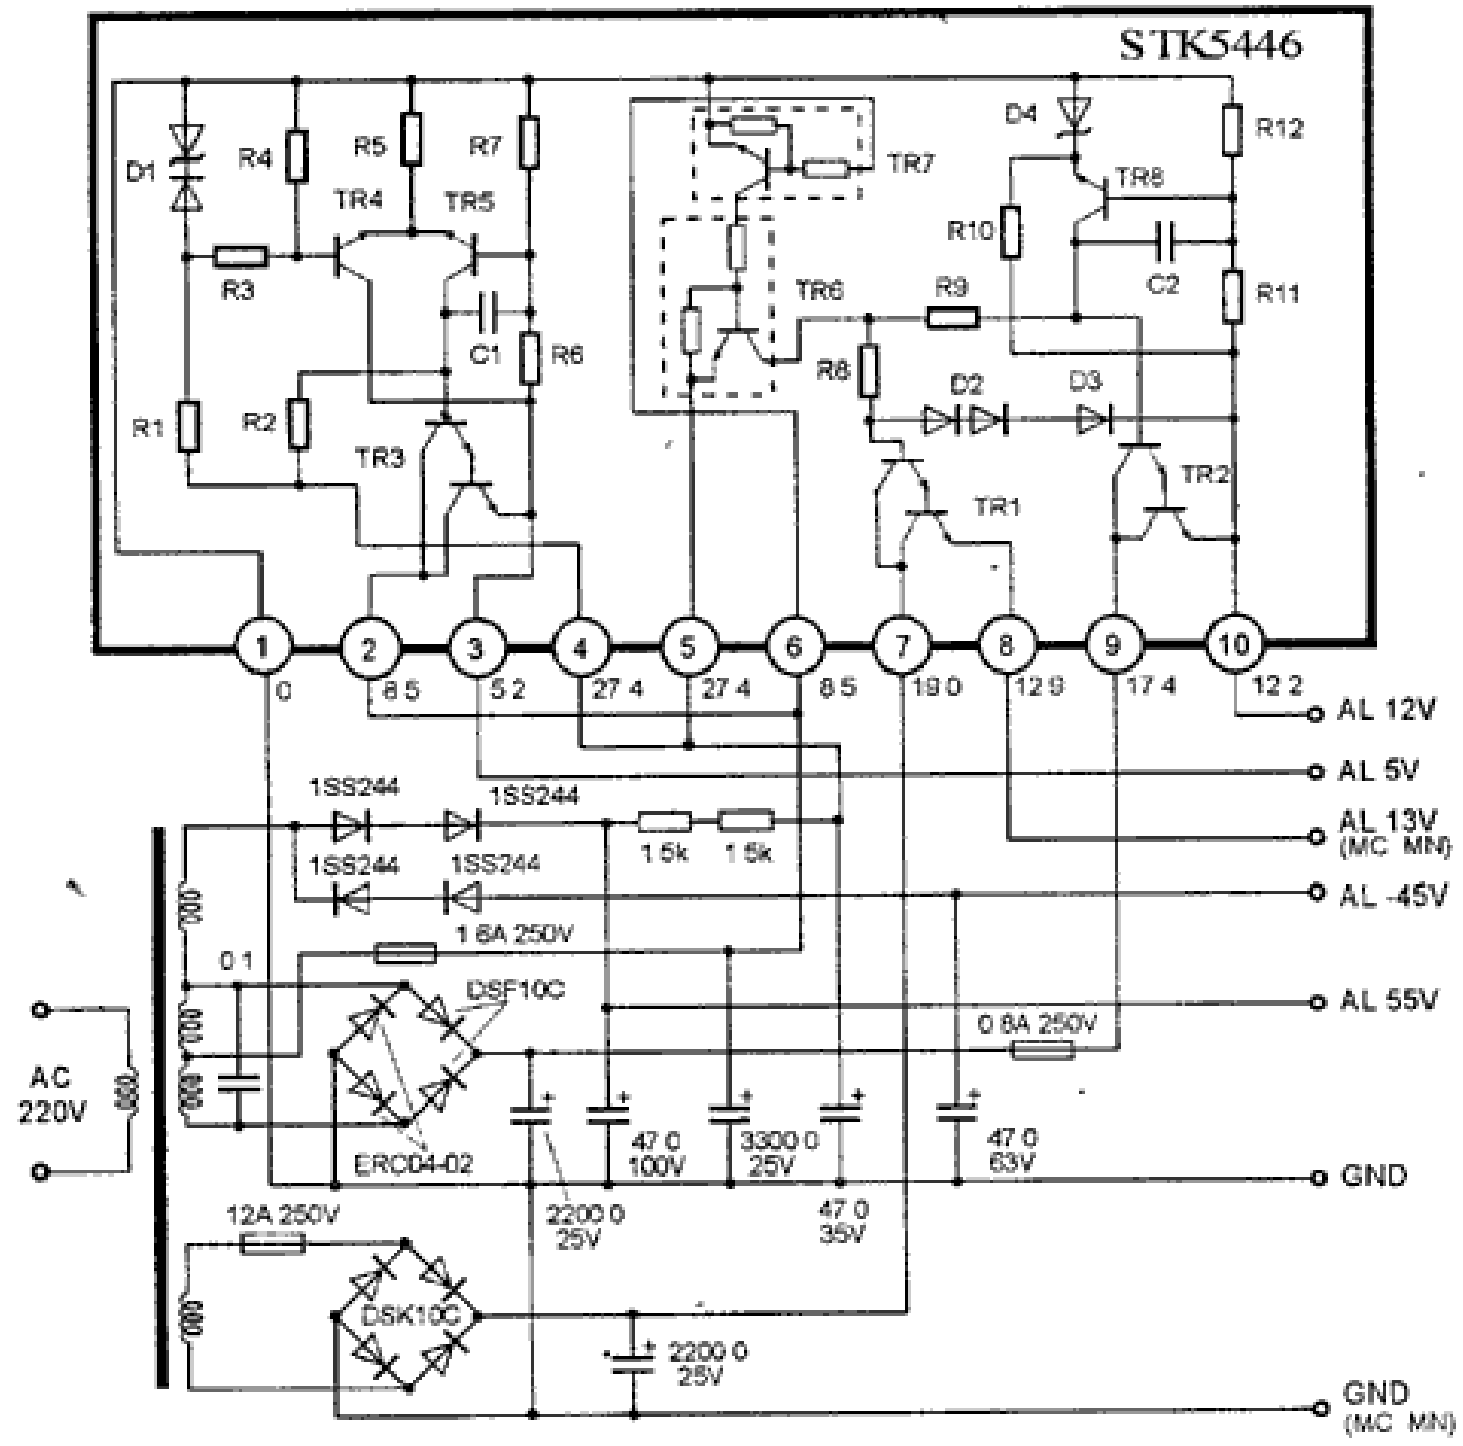 STK5446
D4
R12
R4
R5
R7
D1
TR7
TR8
TR4
TR5
R10
R3
TR6
R9
C2
R11
C1
R6
R8
D2
D3
R1
R2
TR3
TR2
TR1
1
2
3
4
5
6
7
8
9
10
0
8 5
5 2
27 4
27 4
8 5
19 0
12 9
17 4
12 2
AL 12V
AL 5V
1SS244
1SS244
AL 13V
(MC MN)
1 5k
1 5k
1SS244
1SS244
AL -45V
1 6A 250V
0 1
DSF10C
AL 55V
0 6A 250V
AC
220V
+
+
+
+
+
47 0
100V
3300 0
25V
47 0
63V
ERC04-02
GND
12A 250V
2200 0
25V
47 0
35V
DSK10C
+
2200 0
25V
GND
(MC MN)